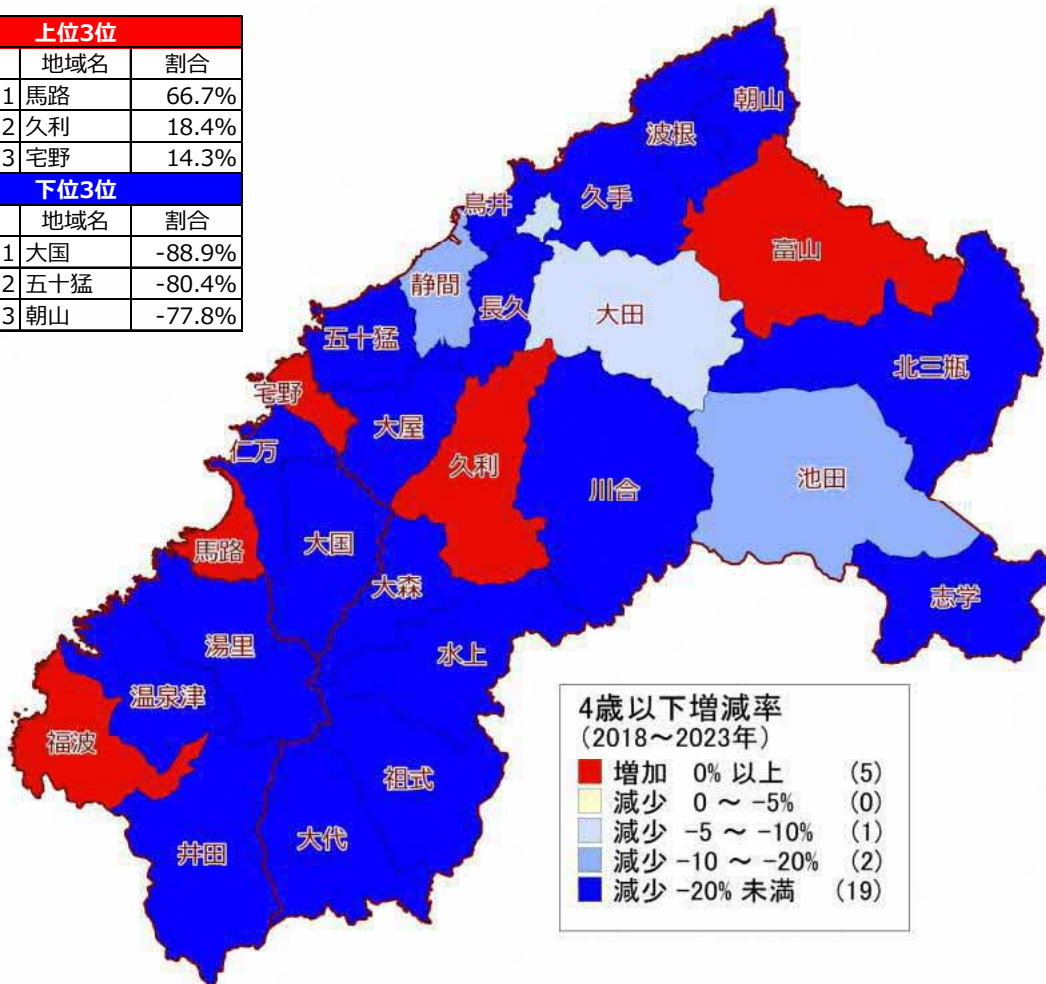 上位3位
地域名 割合
1 馬路 66.7%
2 久利 18.4%
3 宅野 14.3%
下位3位
地域名 割合
1 大国 -88.9%
2 五十猛 -80.4%
3 朝山 -77.8%
朝山
波根
久手
鳥井
富山
静間
長久
大田
五十猛
北三瓶
宅野
大屋
仁万
久利
川合
池田
馬路
大国
大森
志学
湯里
水上
温泉津
福波
祖式
井田
大代
4歳以下増減率
(2018～2023年)
増加 0% 以上 (5)
減少 0 ～ -5% (0)
減少 -5 ～ -10% (1)
減少 -10 ～ -20% (2)
減少 -20% 未満 (19)